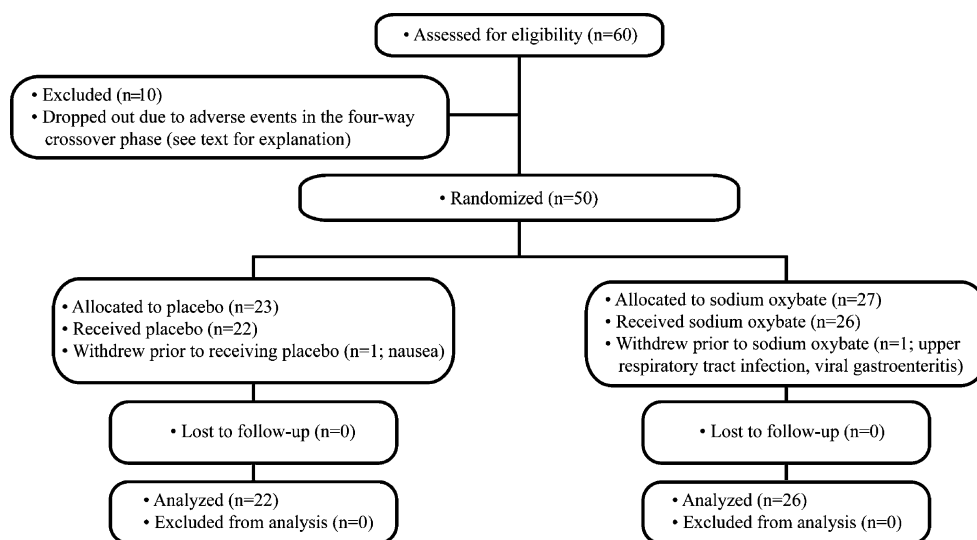 • Assessed for eligibility (n=60)
• Excluded (n=10)
• Dropped out due to adverse events in the four-way
crossover phase (see text for explanation)
• Randomized (n=50)
• Allocated to placebo (n=23)
• Received placebo (n=22)
• Withdrew prior to receiving placebo (n=1; nausea)
• Allocated to sodium oxybate (n=27)
• Received sodium oxybate (n=26)
• Withdrew prior to sodium oxybate (n=1; upper
respiratory tract infection, viral gastroenteritis)
• Lost to follow-up (n=0)
• Lost to follow-up (n=0)
• Analyzed (n=22)
• Excluded from analysis (n=0)
• Analyzed (n=26)
• Excluded from analysis (n=0)